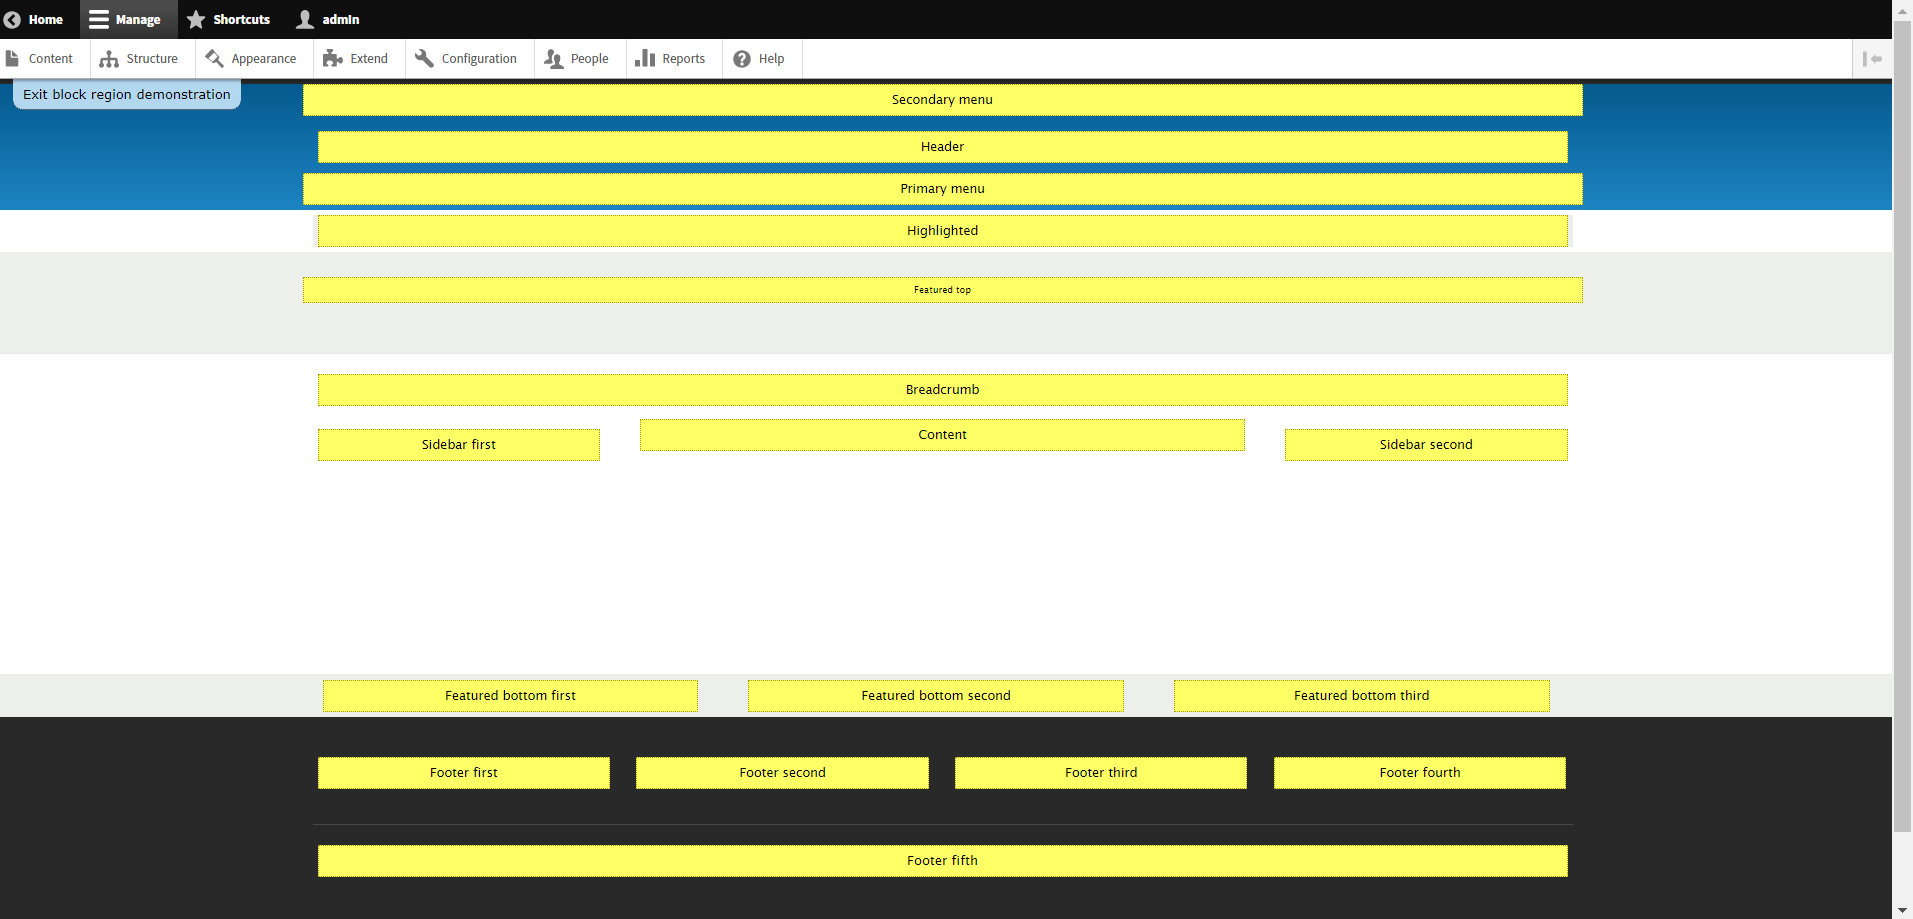 Home Manage Shortcuts admin
Content Structure Appearance Extend Configuration People Reports Help
Exit block region demonstration
Secondary menu
Header
Primary menu
Highlighted
Featured top
Breadcrumb
Sidebar first Content Sidebar second
Featured bottom first Featured bottom second Featured bottom third
Footer first Footer second Footer third Footer fourth
Footer fifth